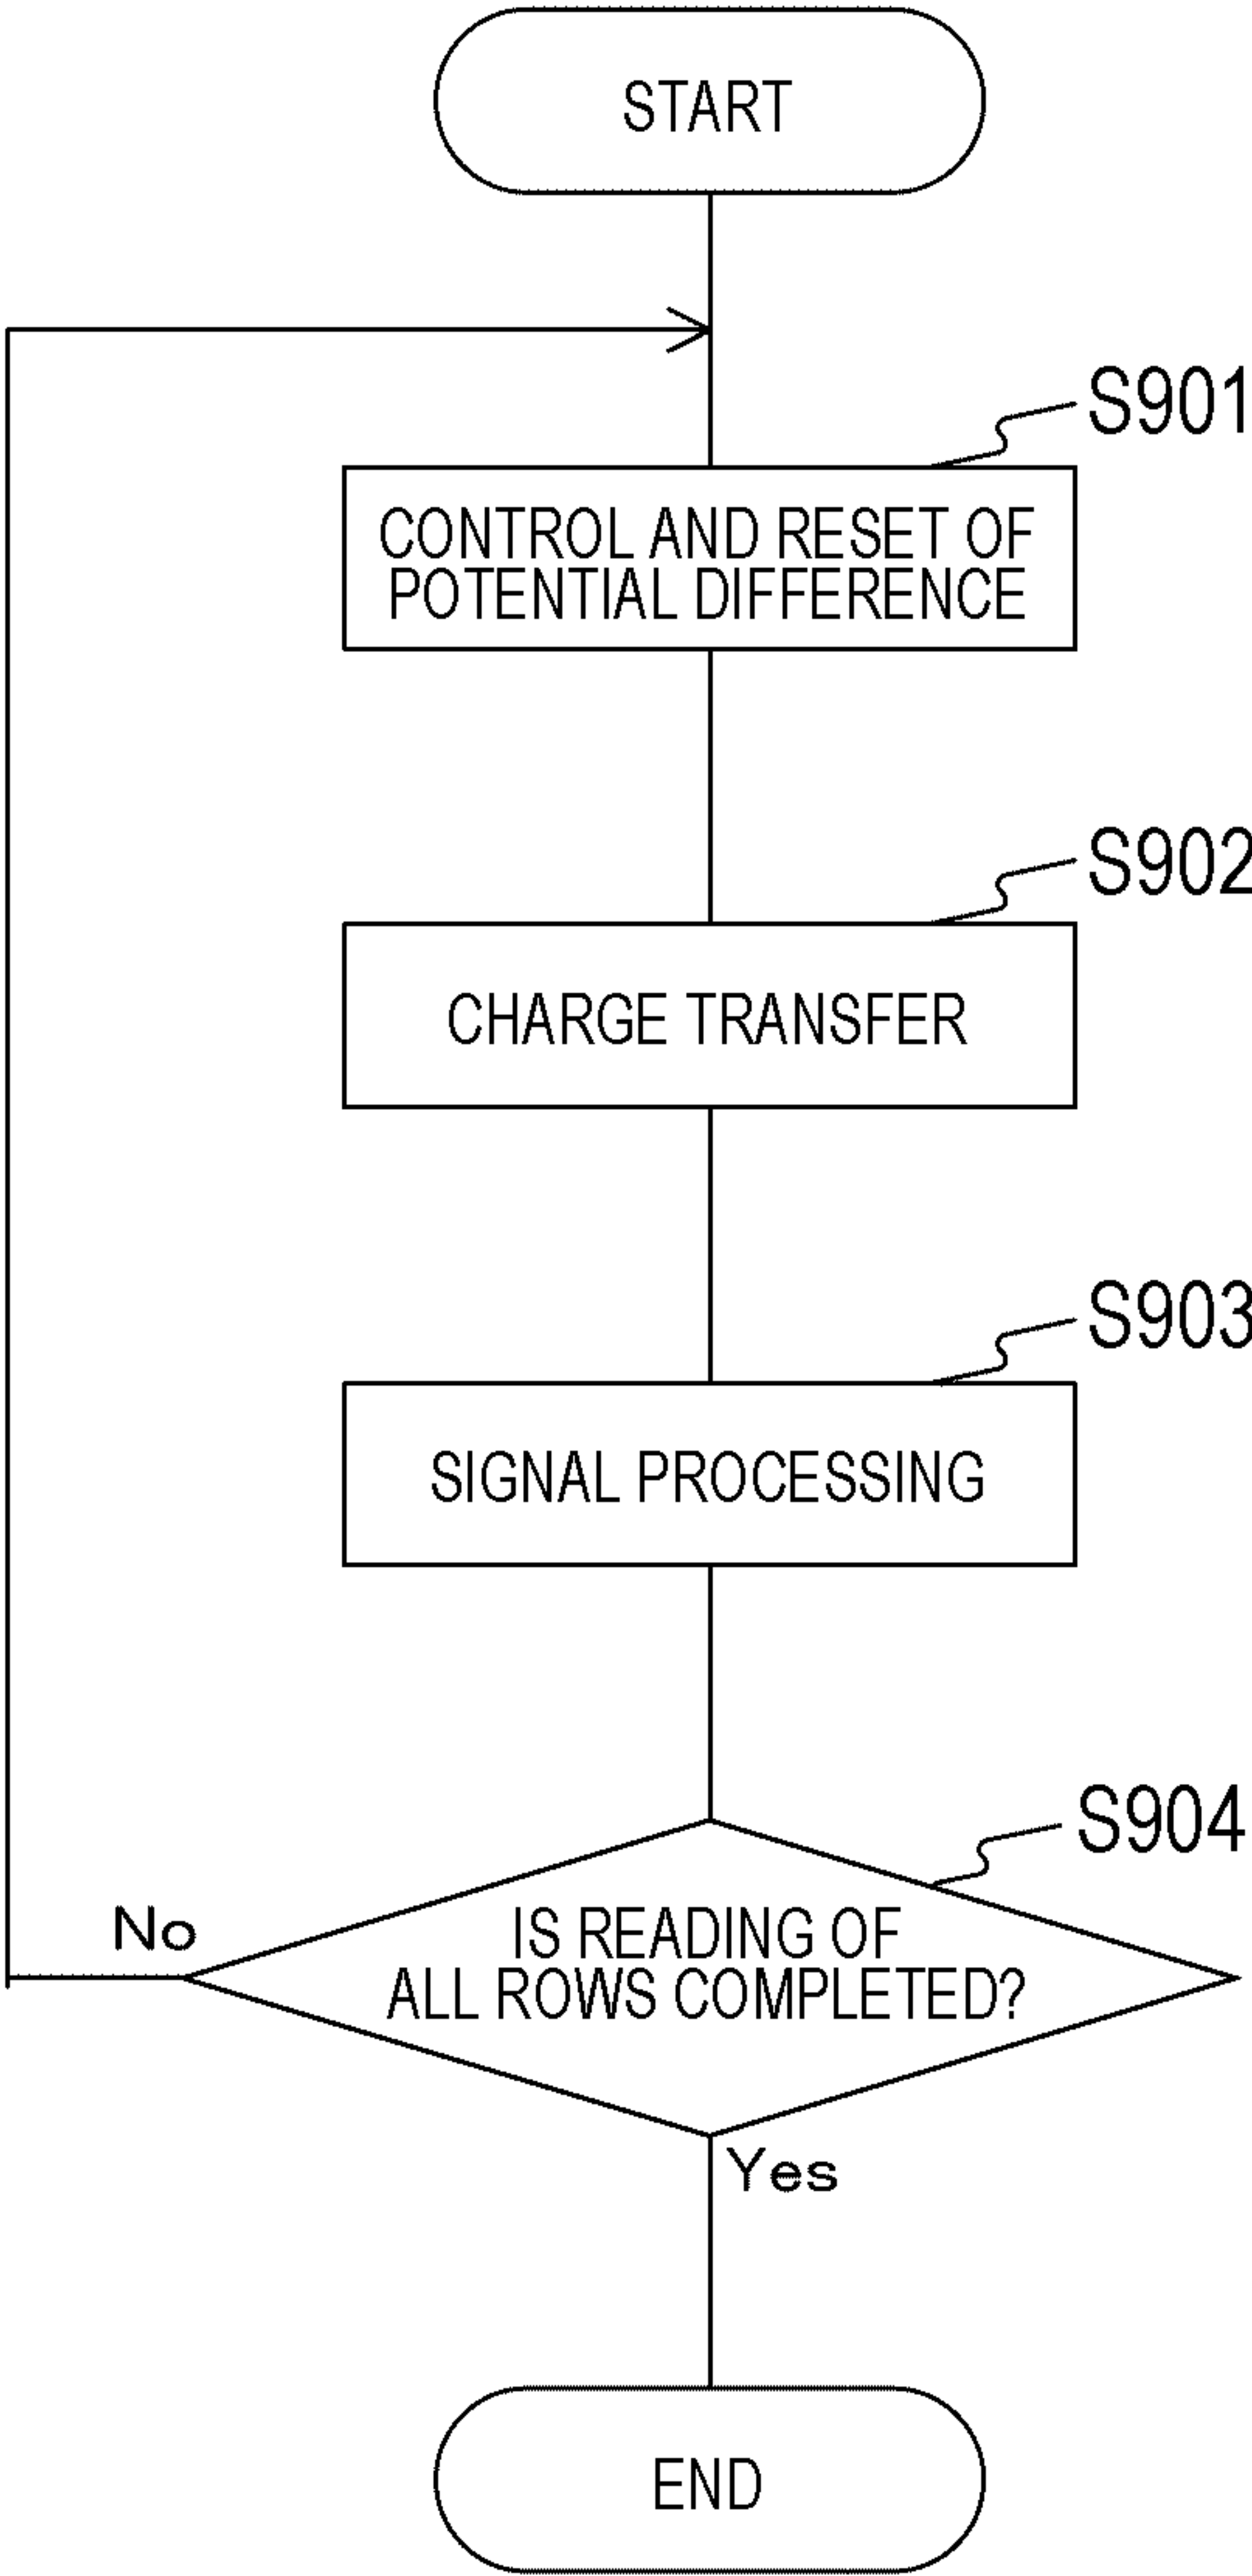 START
S901
CONTROL AND RESET OF
POTENTIAL DIFFERENCE
S902
CHARGE TRANSFER
S903
SIGNAL PROCESSING
S904
No
IS READING OF
ALL ROWS COMPLETED?
Yes
END